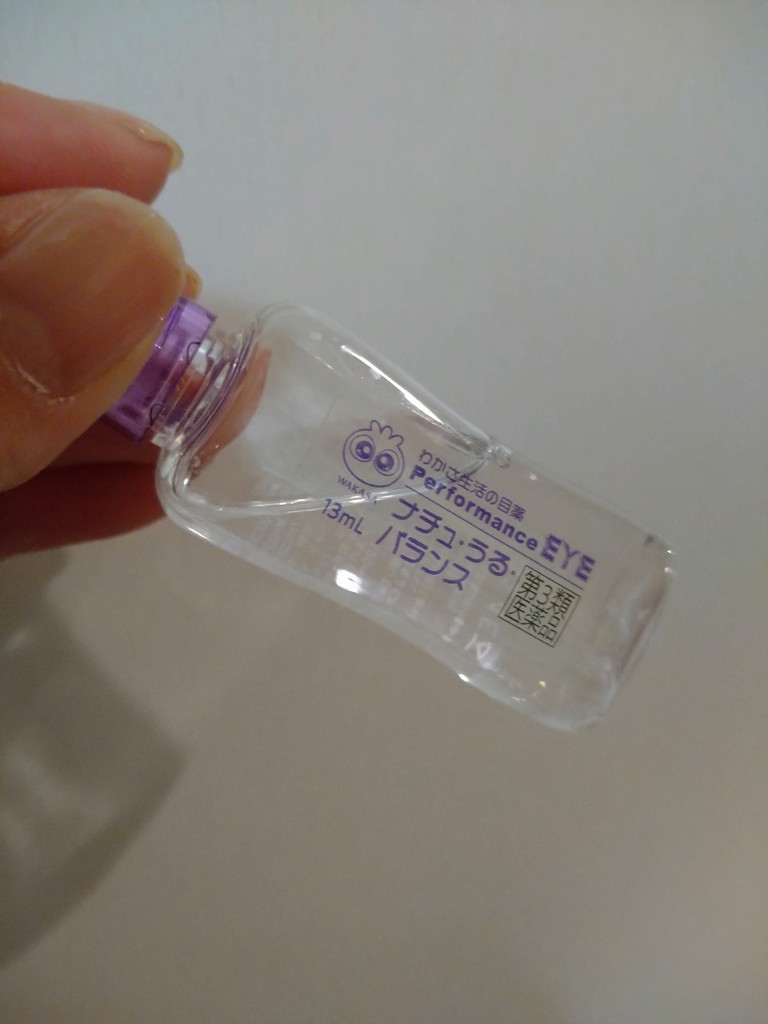 WAKASA
わかさ生活の目薬
Performance EYE
13mL
ナチュ・うる・
バランス
第3類
医薬品